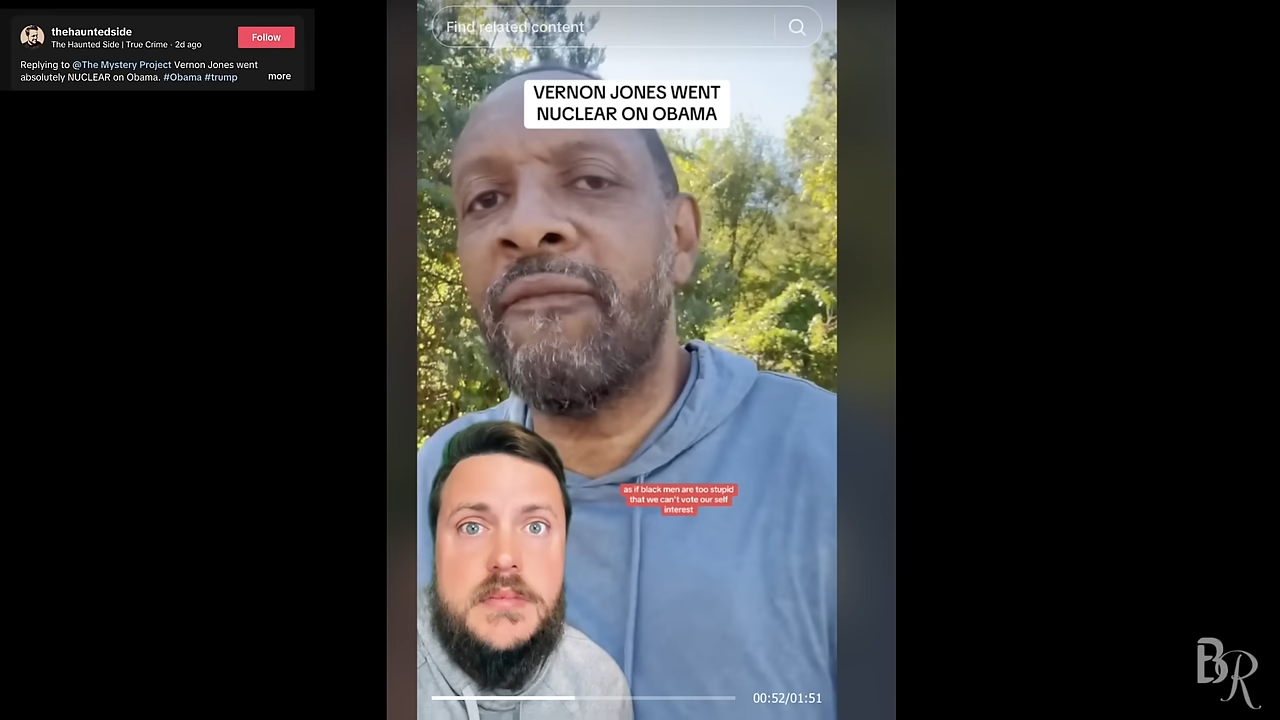 thehauntedside
The Haunted Side | True Crime · 2d ago
Follow
Replying to @The Mystery Project Vernon Jones went
absolutely NUCLEAR on Obama. #Obama #trump
more
Find related content
VERNON JONES WENT
NUCLEAR ON OBAMA
as if black men are too stupid
that we can't vote our self
interest
00:52/01:51
BR